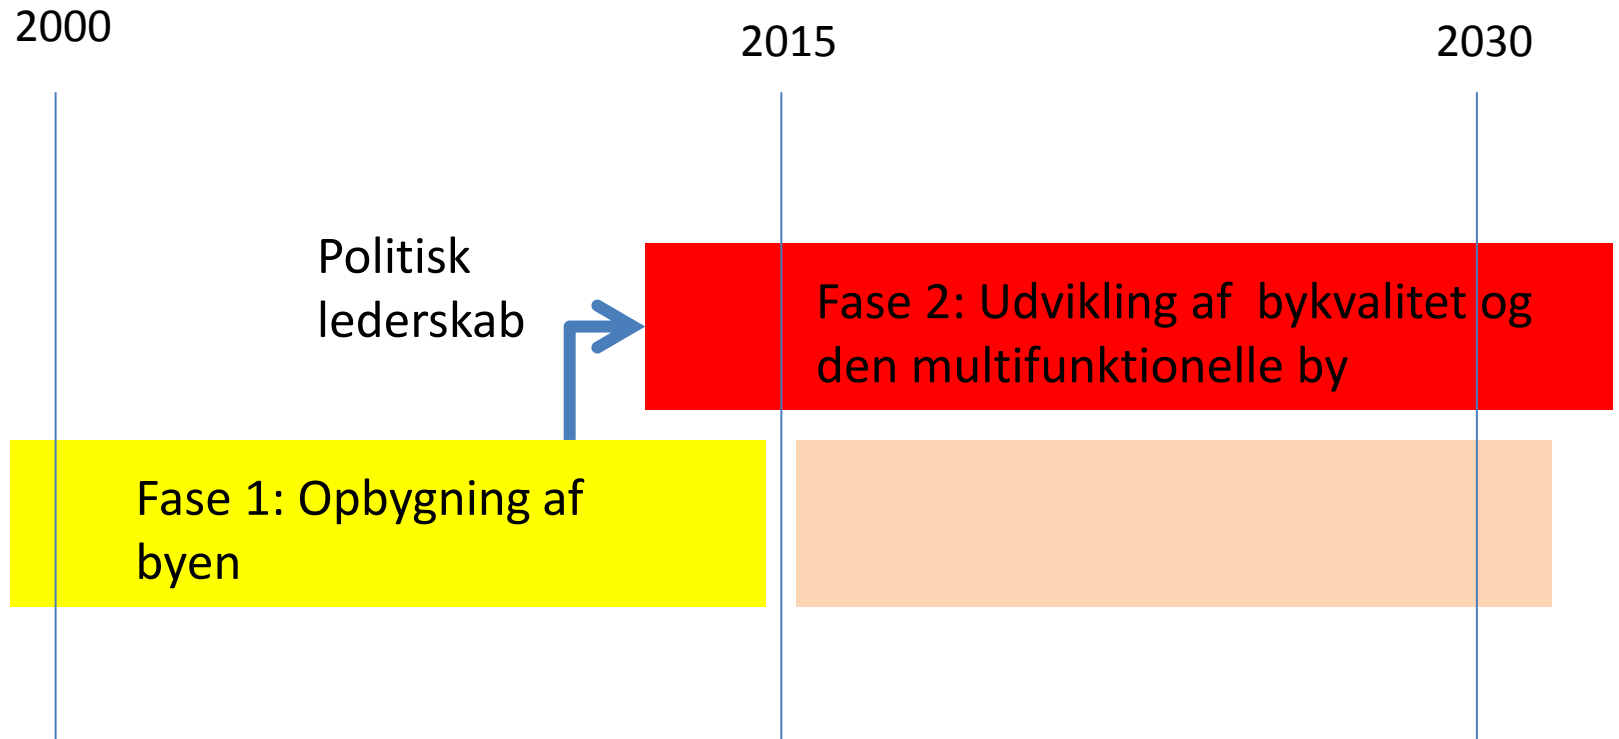 2000
2015
2030
Politisk
lederskab
Fase 2: Udvikling af  bykvalitet og
den multifunktionelle by
Fase 1: Opbygning af
byen